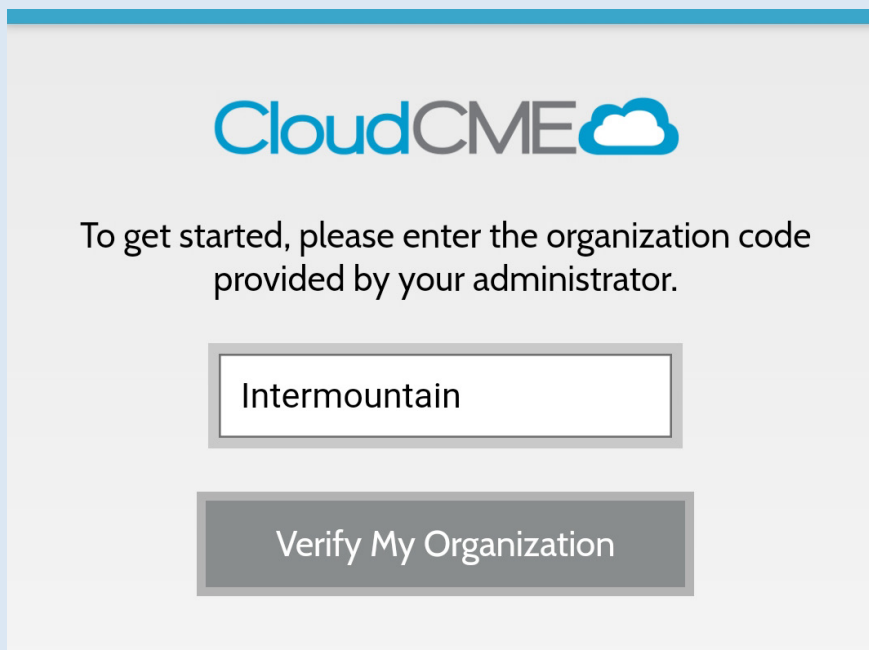 CloudCME
To get started, please enter the organization code
provided by your administrator.
Intermountain
Verify My Organization